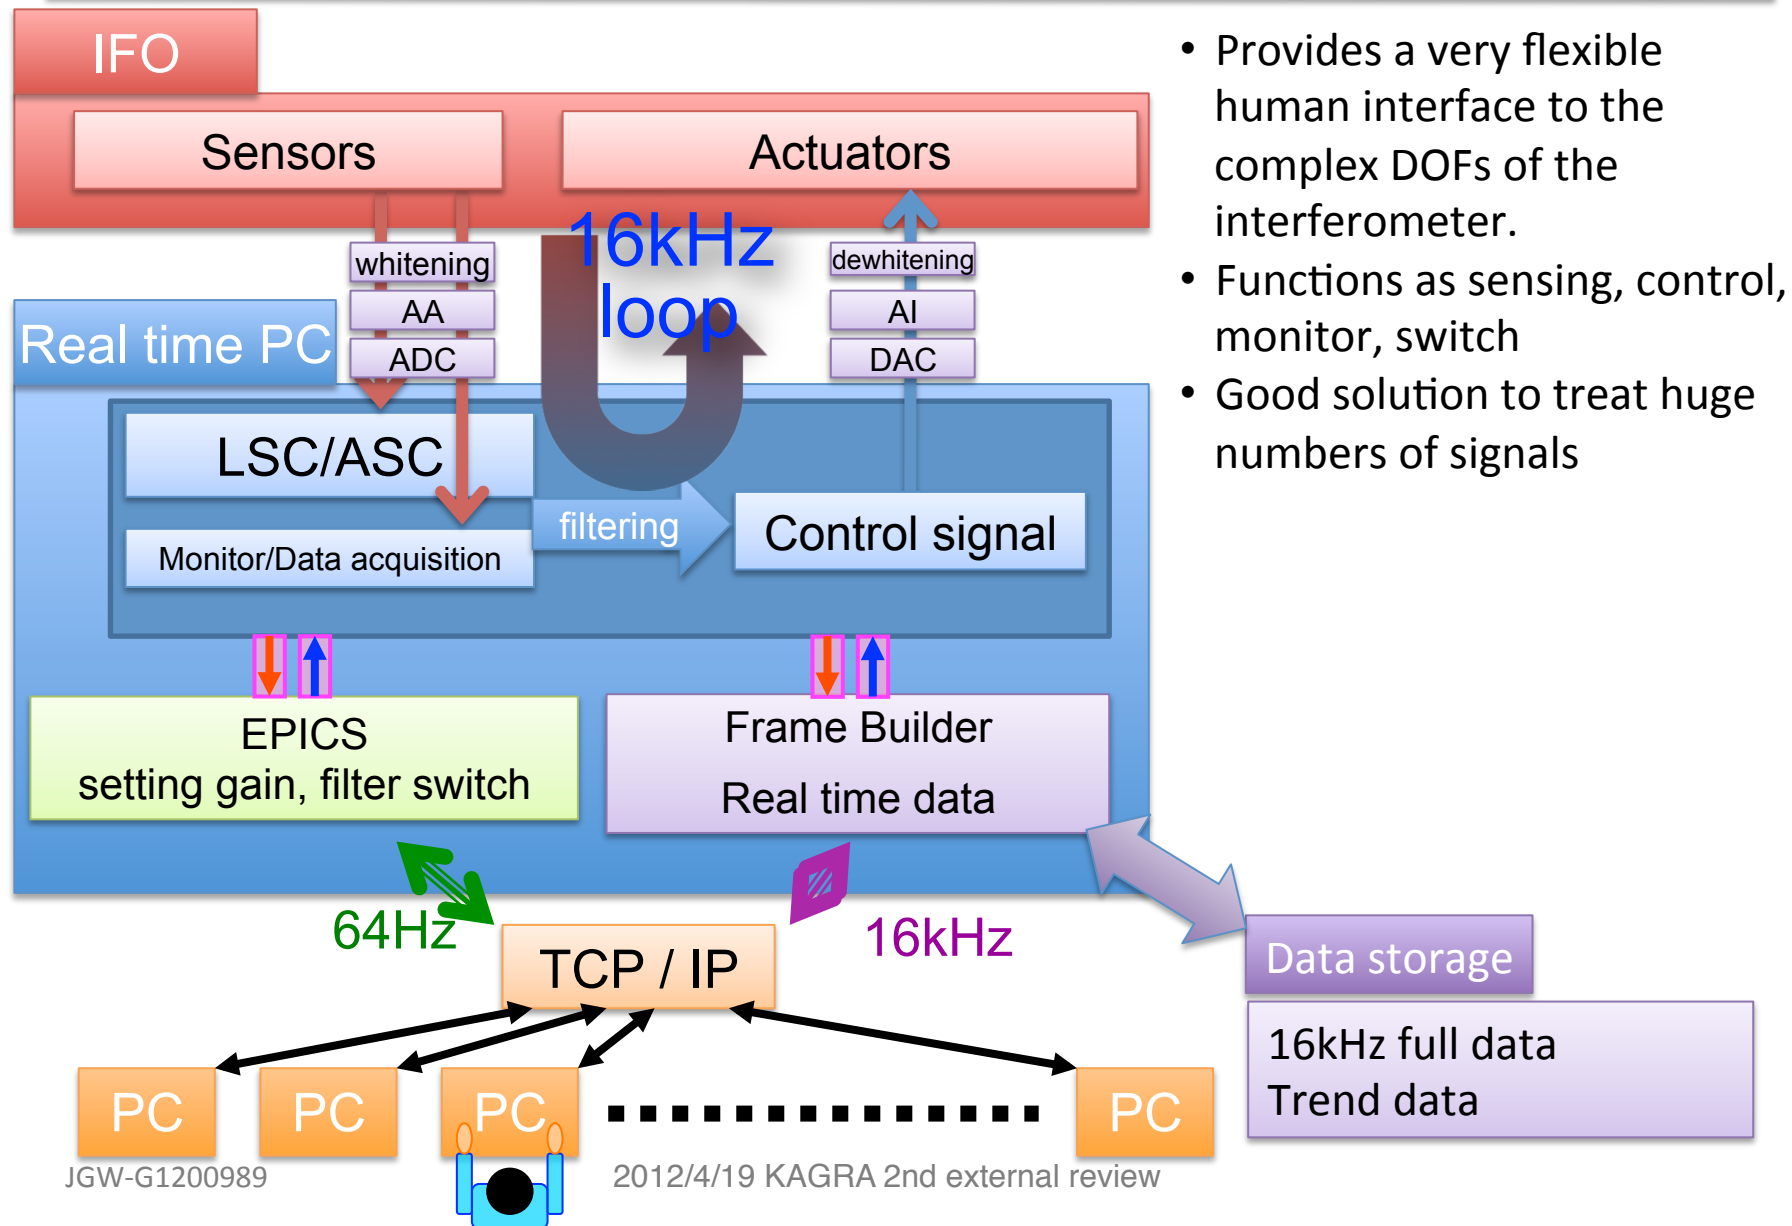 IFO
Sensors
Actuators
16kHz
loop
whitening
AA
ADC
dewhitening
AI
DAC
Real time PC
LSC/ASC
Monitor/Data acquisition
filtering
Control signal
EPICS
setting gain, filter switch
Frame Builder
Real time data
64Hz
16kHz
TCP / IP
Data storage
16kHz full data
Trend data
PC
PC
PC
PC
• Provides a very flexible
human interface to the
complex DOFs of the
interferometer.
• Functions as sensing, control,
monitor, switch
• Good solution to treat huge
numbers of signals
JGW-G1200989
2012/4/19 KAGRA 2nd external review